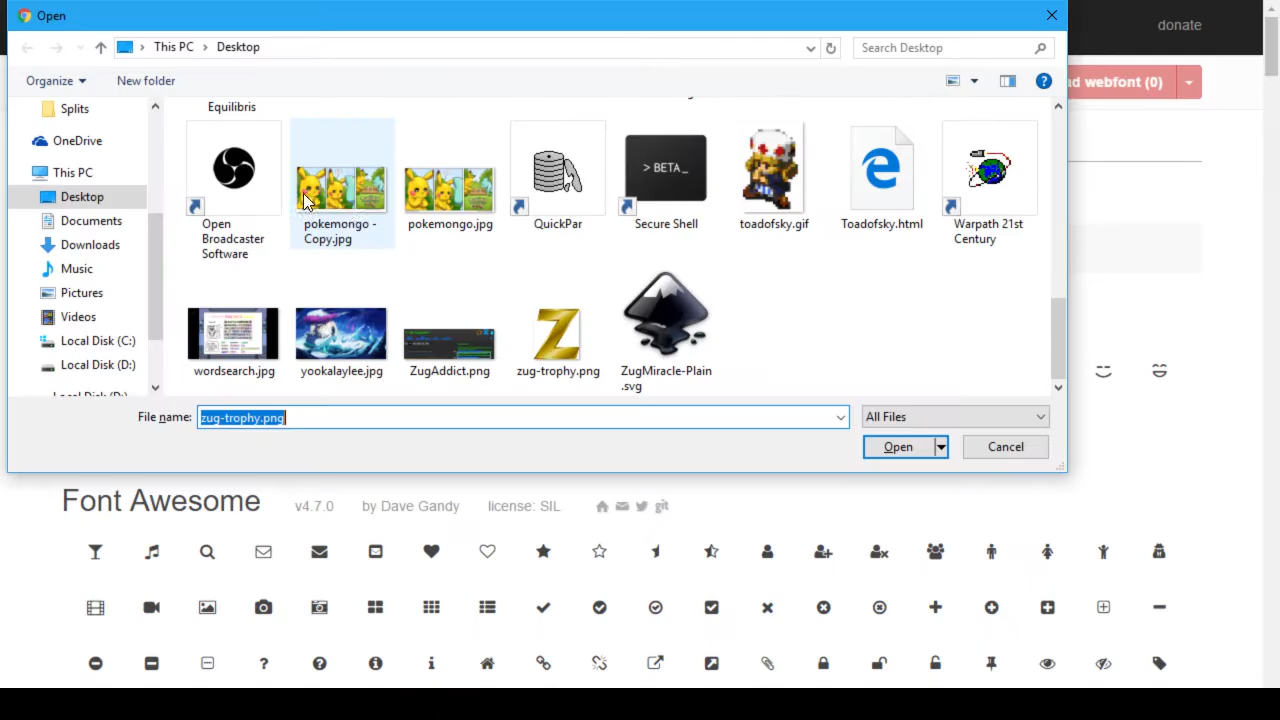 Open
donate
This PC
Desktop
Search Desktop
Organize
New folder
d webfont (0)
Splits
OneDrive
This PC
Desktop
Documents
Downloads
Music
Pictures
Videos
Local Disk (C:)
Local Disk (D:)
Equilibris
> BETA_
Open
Broadcaster
Software
pokemongo -
Copy.jpg
pokemongo.jpg
QuickPar
Secure Shell
toadofsky.gif
Toadofsky.html
Warpath 21st
Century
wordsearch.jpg
yookalaylee.jpg
ZugAddict.png
zug-trophy.png
ZugMiracle-Plain
.svg
File name:
zug-trophy.png
All Files
Open
Cancel
Font Awesome
v4.7.0
by Dave Gandy
license: SIL
git